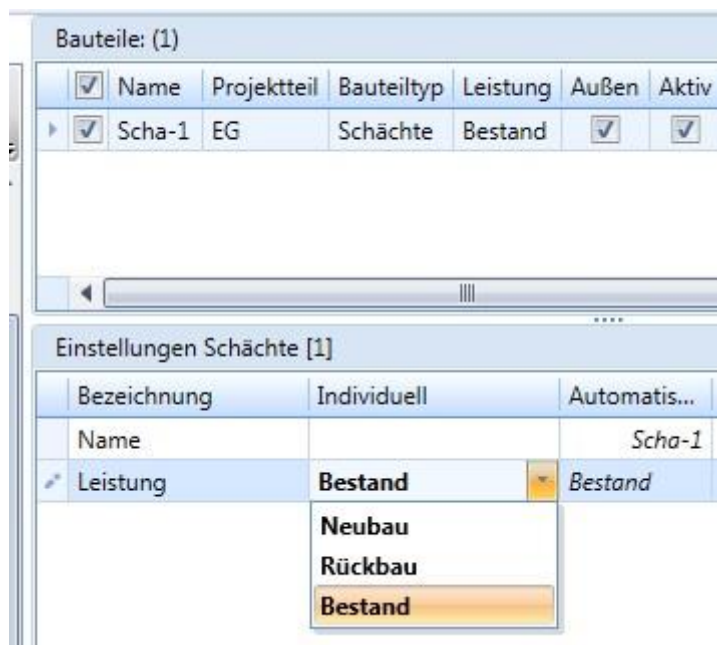 Bauteile: (1)
Name Projektteil Bauteiltyp Leistung Außen Aktiv
Scha-1 EG Schächte Bestand
Einstellungen Schächte [1]
Bezeichnung Individuell Automatis...
Name Scha-1
Leistung Bestand Bestand
Neubau
Rückbau
Bestand